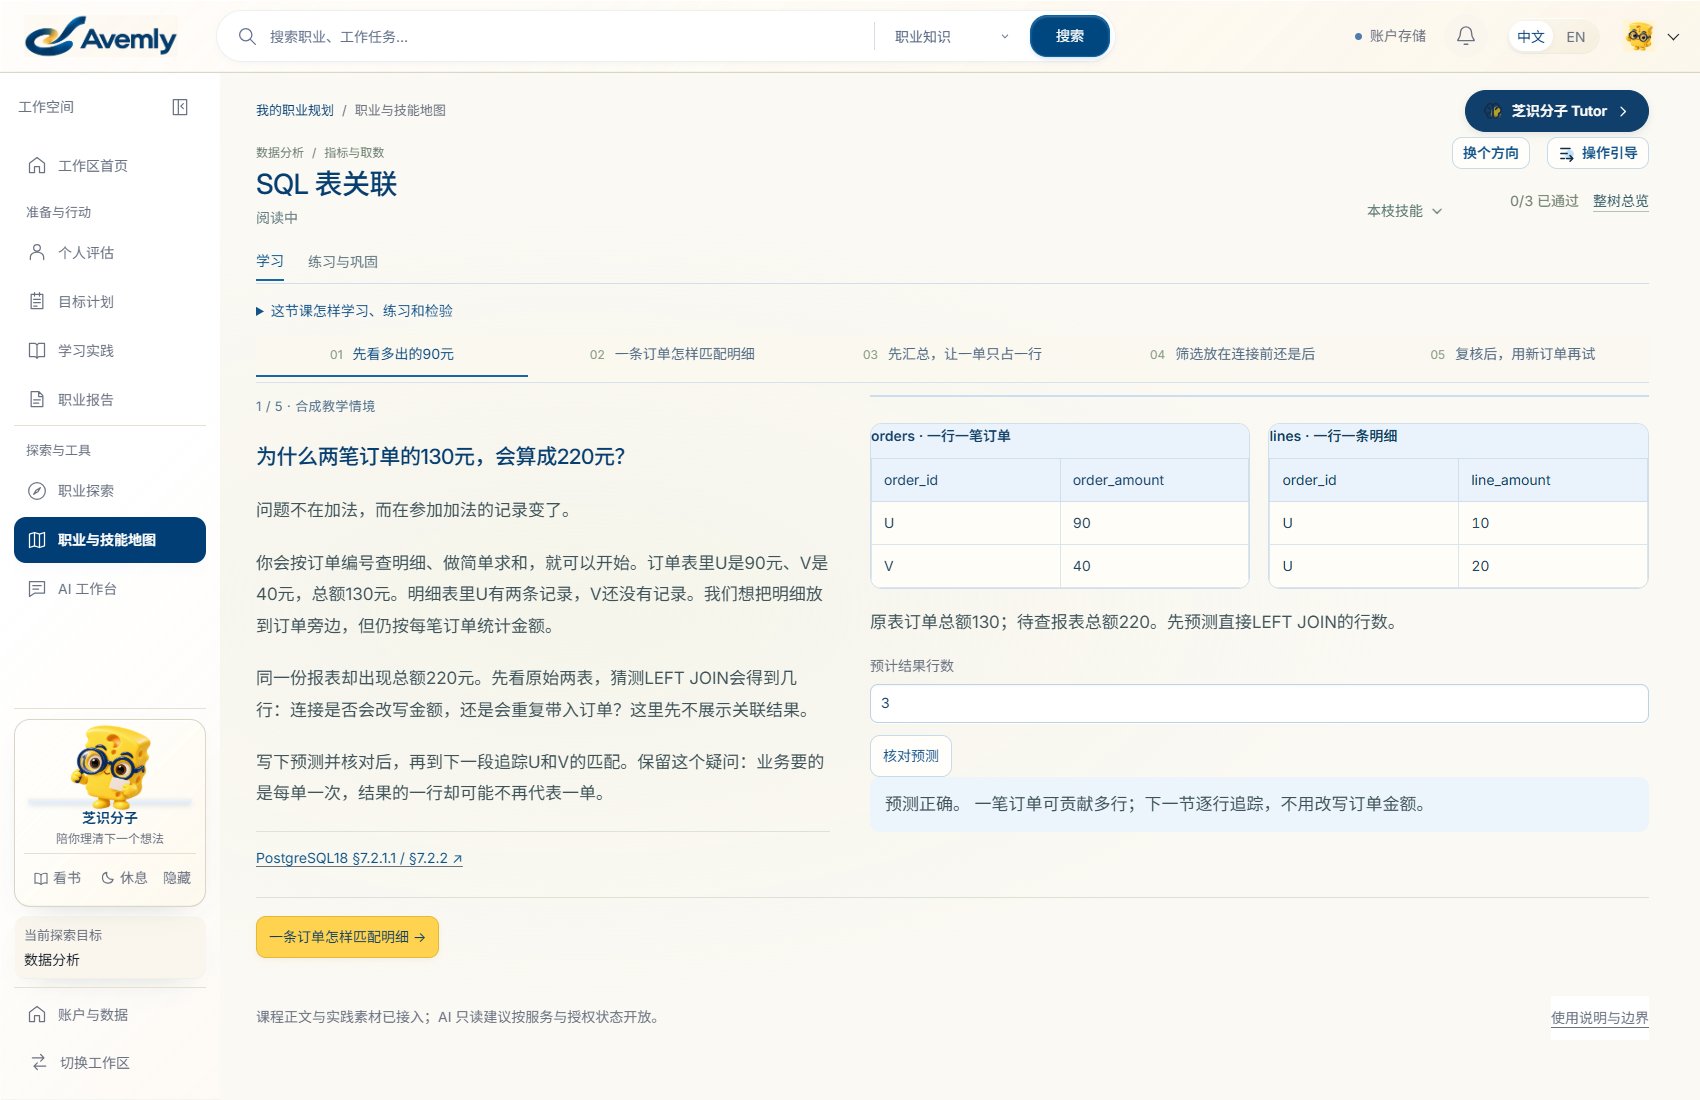 Avemly
搜索职业、工作任务...
职业知识
搜索
账户存储
中文
EN
工作空间
工作区首页
准备与行动
个人评估
目标计划
学习实践
职业报告
探索与工具
职业探索
职业与技能地图
AI 工作台
芝识分子
陪你理清下一个想法
看书
休息
隐藏
当前探索目标
数据分析
账户与数据
切换工作区
我的职业规划 / 职业与技能地图
芝识分子 Tutor
数据分析 / 指标与取数
换个方向
操作引导
SQL 表关联
阅读中
本枝技能
0/3 已通过
整树总览
学习
练习与巩固
这节课怎样学习、练习和检验
01 先看多出的90元
02 一条订单怎样匹配明细
03 先汇总，让一单只占一行
04 筛选放在连接前还是后
05 复核后，用新订单再试
1 / 5 · 合成教学情境
为什么两笔订单的130元，会算成220元？
问题不在加法，而在参加加法的记录变了。
你会按订单编号查明细、做简单求和，就可以开始。订单表里U是90元、V是
40元，总额130元。明细表里U有两条记录，V还没有记录。我们想把明细放
到订单旁边，但仍按每笔订单统计金额。
同一份报表却出现总额220元。先看原始两表，猜测LEFT JOIN会得到几
行：连接是否会改写金额，还是会重复带入订单？这里先不展示关联结果。
写下预测并核对后，再到下一段追踪U和V的匹配。保留这个疑问：业务要的
是每单一次，结果的一行却可能不再代表一单。
PostgreSQL18 §7.2.1.1 / §7.2.2 ↗
orders · 一行一笔订单
order_id order_amount
U 90
V 40
lines · 一行一条明细
order_id line_amount
U 10
U 20
原表订单总额130；待查报表总额220。先预测直接LEFT JOIN的行数。
预计结果行数
3
核对预测
预测正确。 一笔订单可贡献多行；下一节逐行追踪，不用改写订单金额。
一条订单怎样匹配明细 →
课程正文与实践素材已接入；AI 只读建议按服务与授权状态开放。
使用说明与边界